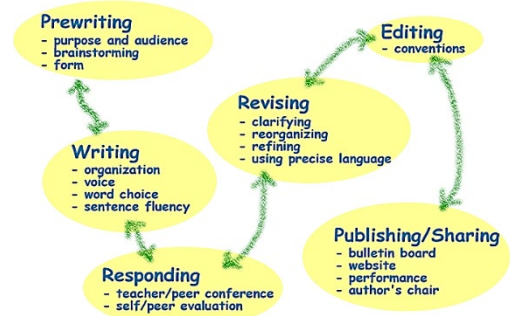 Prewriting
- purpose and audience
- brainstorming
- form
Writing
- organization
- voice
- word choice
- sentence fluency
Responding
- teacher/peer conference
- self/peer evaluation
Revising
- clarifying
- reorganizing
- refining
- using precise language
Editing
- conventions
Publishing/Sharing
- bulletin board
- website
- performance
- author's chair